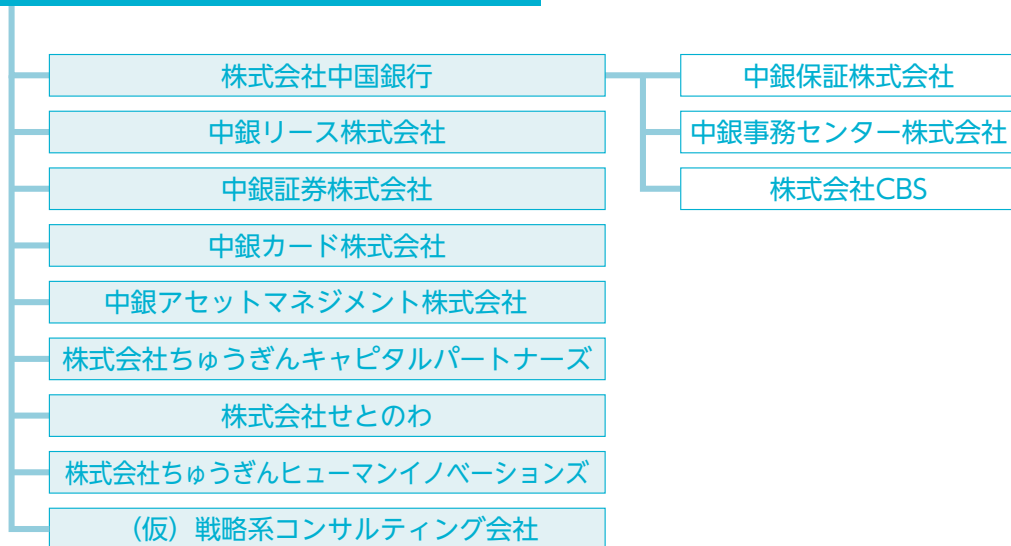 株式会社中国銀行
中銀リース株式会社
中銀証券株式会社
中銀カード株式会社
中銀アセットマネジメント株式会社
株式会社ちゅうぎんキャピタルパートナーズ
株式会社せとのわ
株式会社ちゅうぎんヒューマンイノベーションズ
（仮）戦略系コンサルティング会社
中銀保証株式会社
中銀事務センター株式会社
株式会社CBS